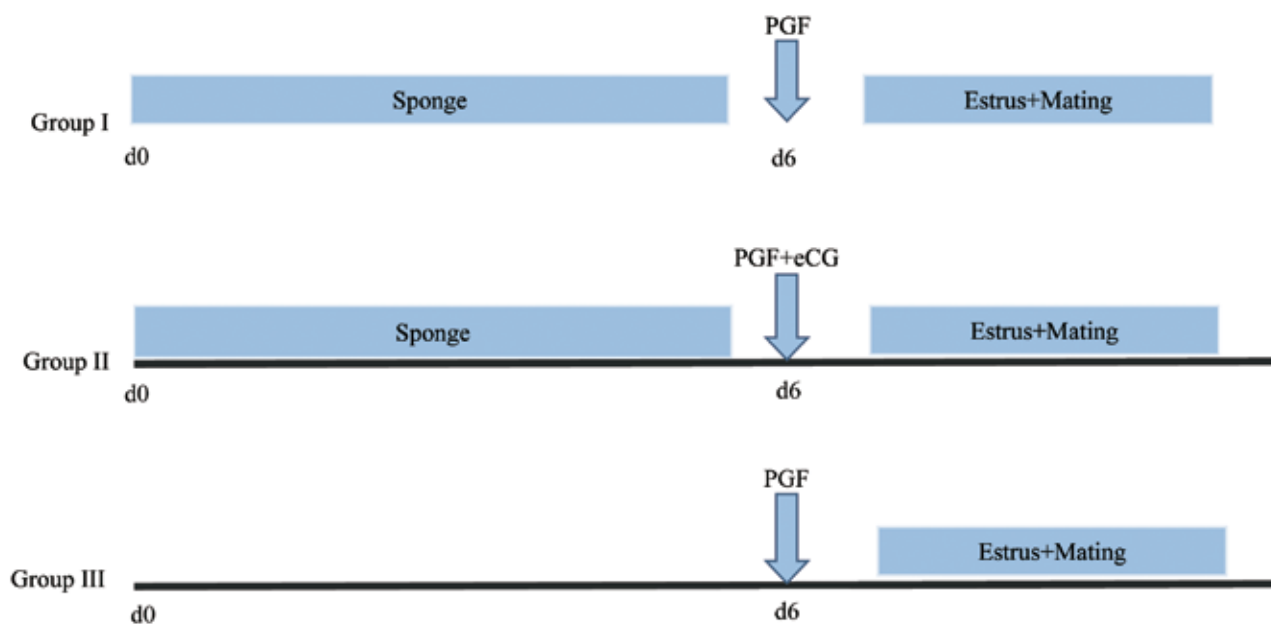 PGF
Sponge
Estrus+Mating
Group I
d0
d6
PGF+eCG
Sponge
Estrus+Mating
Group II
d0
d6
PGF
Estrus+Mating
Group III
d0
d6